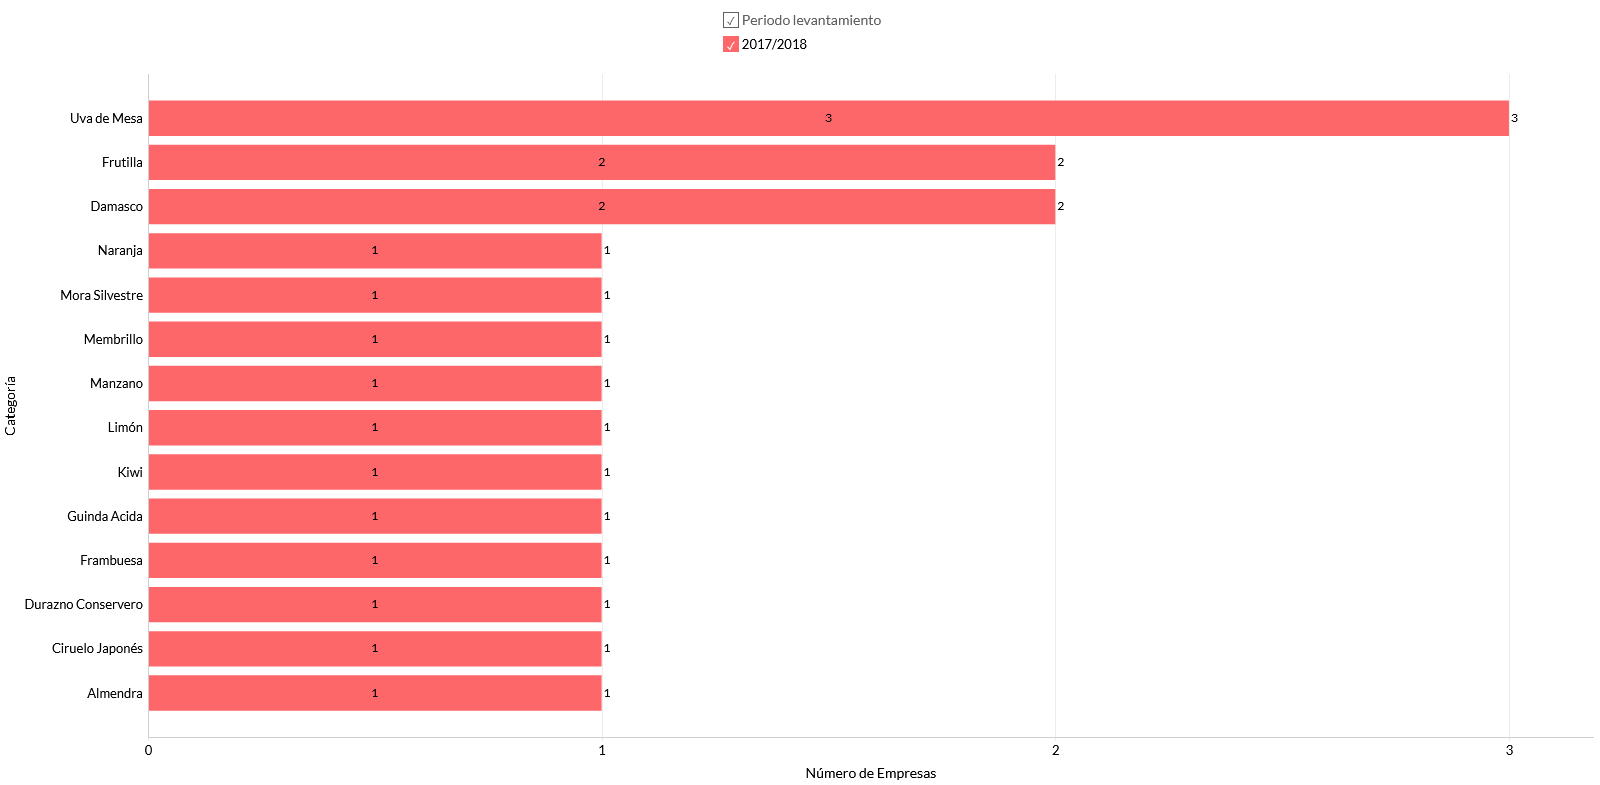 Periodo levantamiento
2017/2018
Uva de Mesa 3 3
Frutilla 2 2
Damasco 2 2
Naranja 1 1
Mora Silvestre 1 1
Membrillo 1 1
Manzano 1 1
Limón 1 1
Kiwi 1 1
Guinda Acida 1 1
Frambuesa 1 1
Durazno Conservero 1 1
Ciruelo Japonés 1 1
Almendra 1 1
Categoría
0 1 2 3
Número de Empresas